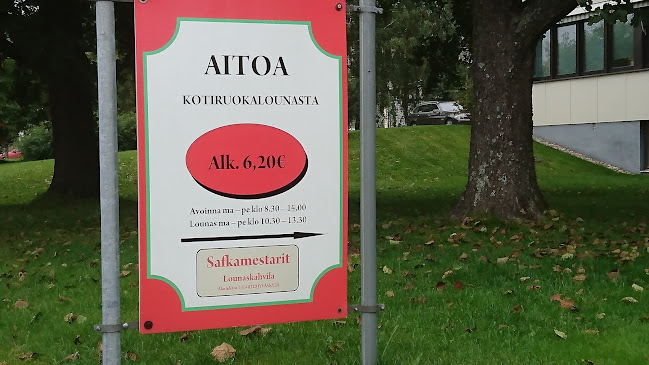 AITOA
KOTIRUOKALOUNASTA
Alk. 6,20€
Avoinna ma – pe klo 8.30 – 14.00
Lounas ma – pe klo 10.30 – 13.30
Safkamestarit
Lounaskahvila